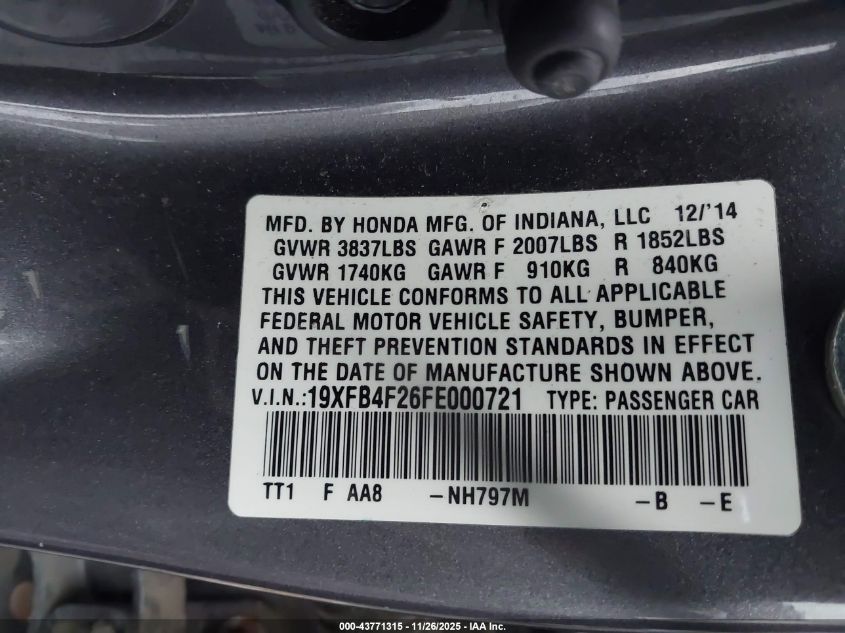 MFD. BY HONDA MFG. OF INDIANA, LLC 12/'14
GVWR 3837LBS GAWR F 2007LBS R 1852LBS
GVWR 1740KG GAWR F 910KG R 840KG
THIS VEHICLE CONFORMS TO ALL APPLICABLE
FEDERAL MOTOR VEHICLE SAFETY, BUMPER,
AND THEFT PREVENTION STANDARDS IN EFFECT
ON THE DATE OF MANUFACTURE SHOWN ABOVE.
V.I.N.:19XFB4F26FE000721 TYPE: PASSENGER CAR
TT1 F AA8 -NH797M -B -E
000-43771315 - 11/26/2025 - IAA Inc.